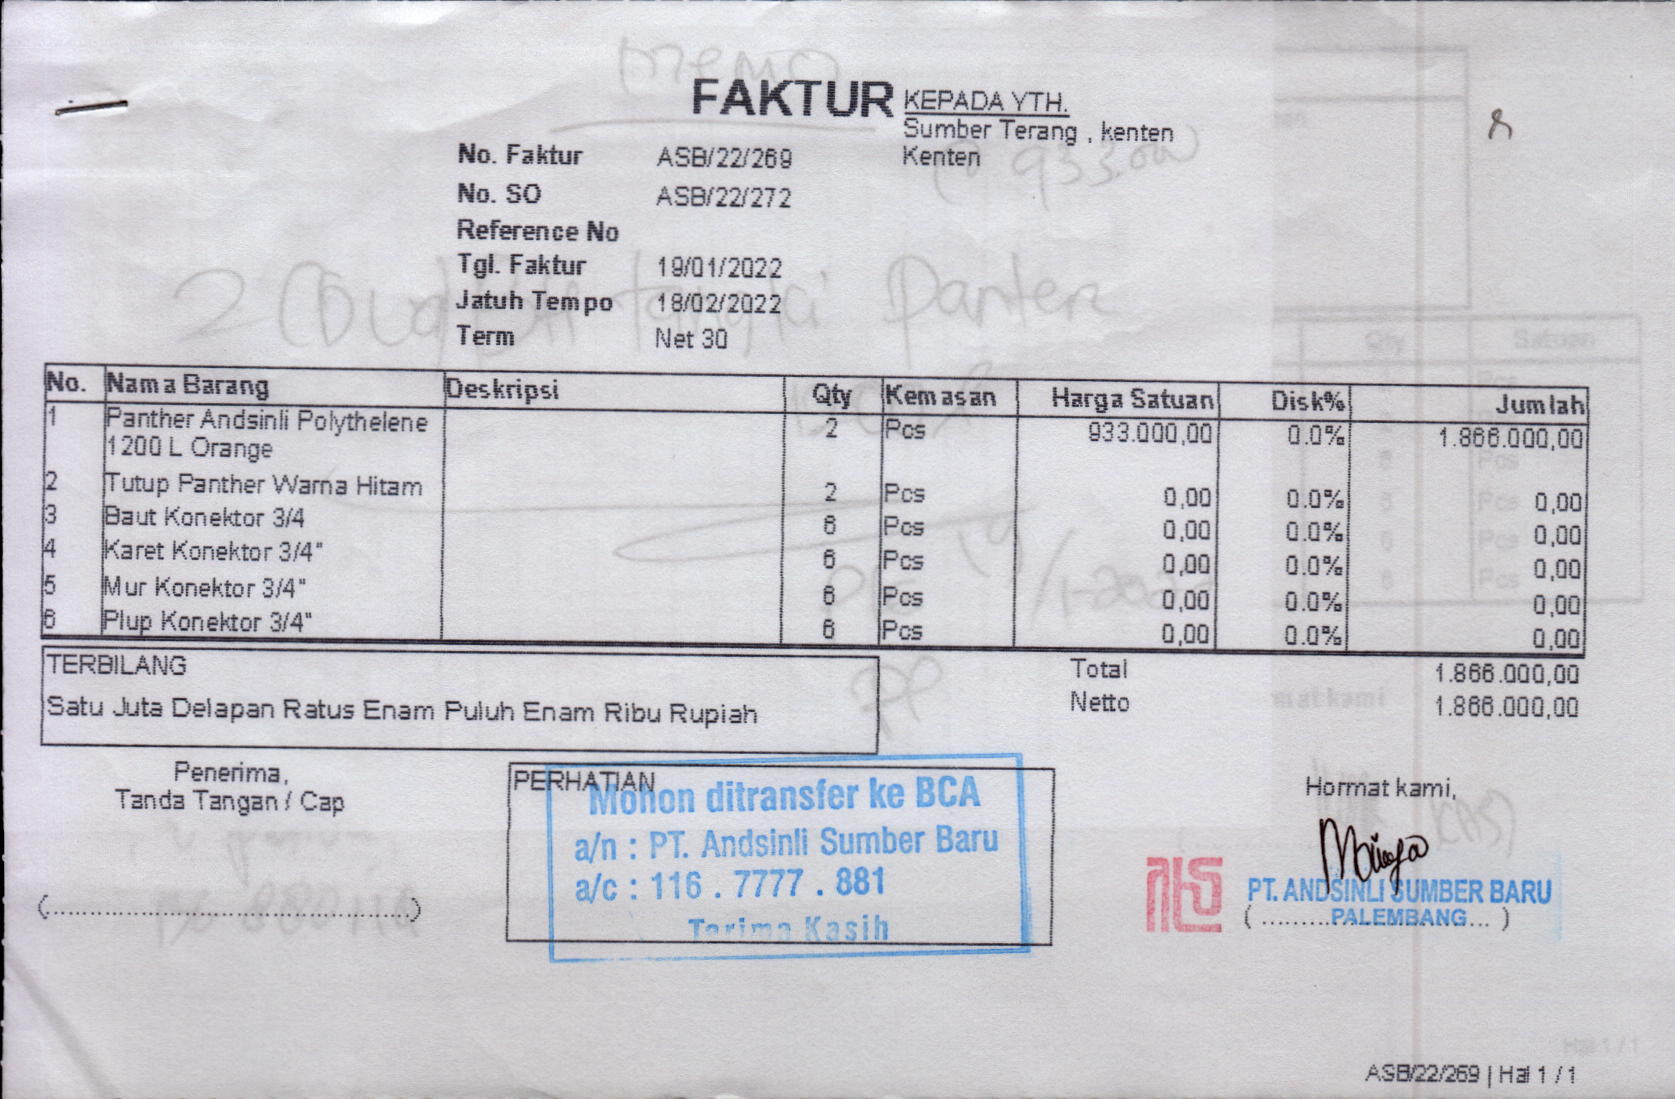 FAKTUR
KEPADA YTH.
Sumber Terang , kenten
Kenten
No. Faktur ASB/22/269
No. SO ASB/22/272
Reference No
Tgl. Faktur 19/01/2022
Jatuh Tempo 18/02/2022
Term Net 30
No. Nama Barang Deskripsi Qty Kemasan Harga Satuan Disk% Jumlah
1 Panther Andsinli Polythelene 2 Pcs 933.000,00 0.0% 1.866.000,00
1200 L Orange
2 Tutup Panther Warna Hitam 2 Pcs 0,00 0.0% 0,00
3 Baut Konektor 3/4 6 Pcs 0,00 0.0% 0,00
4 Karet Konektor 3/4" 6 Pcs 0,00 0.0% 0,00
5 Mur Konektor 3/4" 6 Pcs 0,00 0.0% 0,00
6 Plup Konektor 3/4" 6 Pcs 0,00 0.0% 0,00
TERBILANG
Satu Juta Delapan Ratus Enam Puluh Enam Ribu Rupiah
Total 1.866.000,00
Netto 1.866.000,00
Penerima,
Tanda Tangan / Cap
(..........................................)
PERHATIAN
Mohon ditransfer ke BCA
a/n : PT. Andsinli Sumber Baru
a/c : 116 . 7777 . 881
Terima Kasih
Hormat kami,
PT. ANDSINLI SUMBER BARU
( .........PALEMBANG... )
ASB/22/269 | Hal 1 / 1